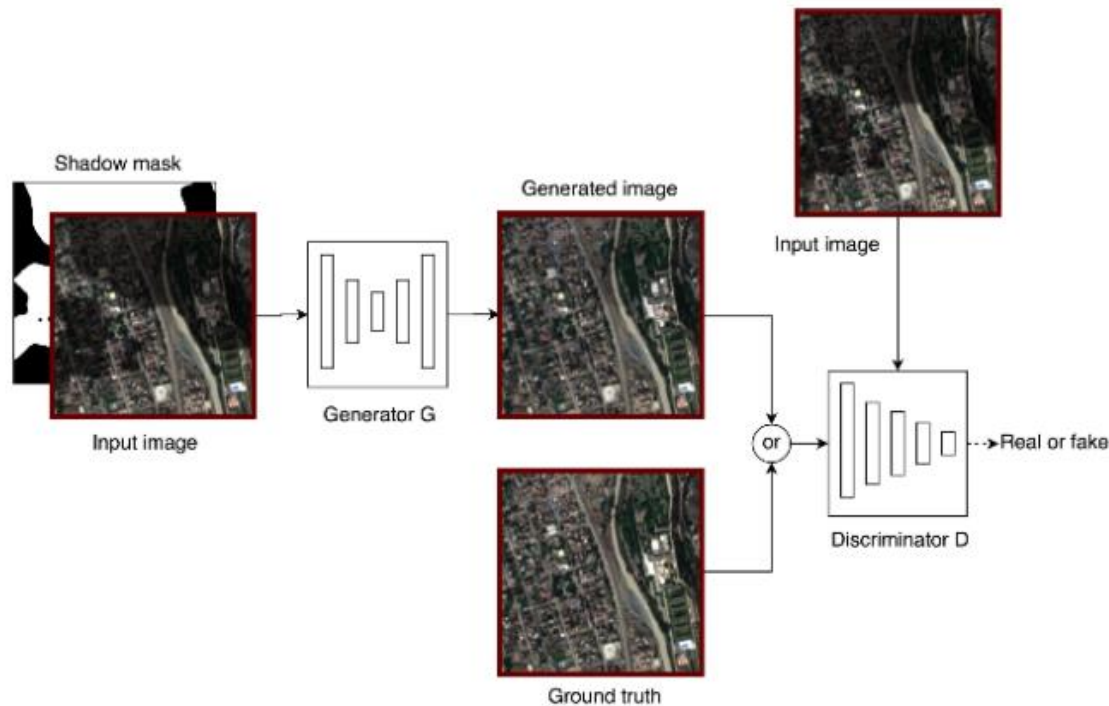 Shadow mask
Input image
Generator G
Generated image
Ground truth
or
Input image
Discriminator D
Real or fake